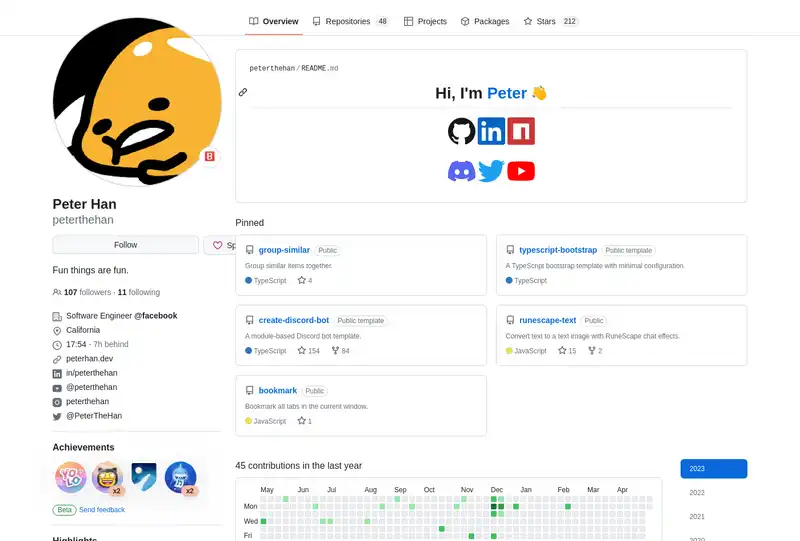 Overview
Repositories 48
Projects
Packages
Stars 212
peterthehan/README.md
Hi, I'm Peter 👋
Peter Han
peterthehan
Follow
Sp
Fun things are fun.
107 followers · 11 following
Software Engineer @facebook
California
17:54 - 7h behind
peterhan.dev
in/peterthehan
@peterthehan
peterthehan
@PeterTheHan
Achievements
YOLO
x2
x2
Beta Send feedback
Highlights
Pinned
group-similar Public
Group similar items together.
TypeScript 4
typescript-bootstrap Public template
A TypeScript bootstrap template with minimal configuration.
TypeScript
create-discord-bot Public template
A module-based Discord bot template.
TypeScript 154 84
runescape-text Public
Convert text to a text image with RuneScape chat effects.
JavaScript 15 2
bookmark Public
Bookmark all tabs in the current window.
JavaScript 1
45 contributions in the last year
May Jun Jul Aug Sep Oct Nov Dec Jan Feb Mar Apr
Mon
Wed
Fri
2023
2022
2021
2020